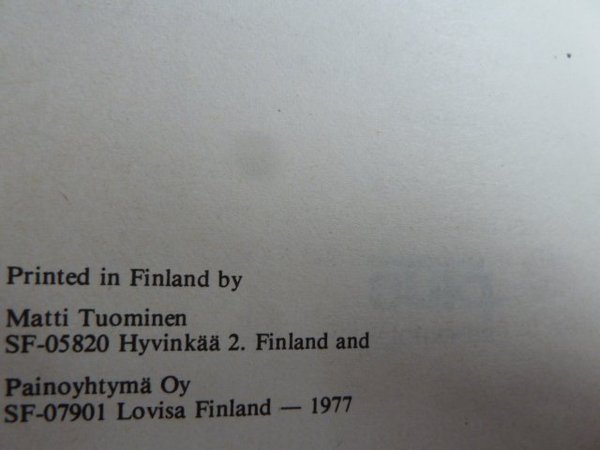 Printed in Finland by
Matti Tuominen
SF-05820 Hyvinkää 2. Finland and
Painoyhtymä Oy
SF-07901 Lovisa Finland — 1977